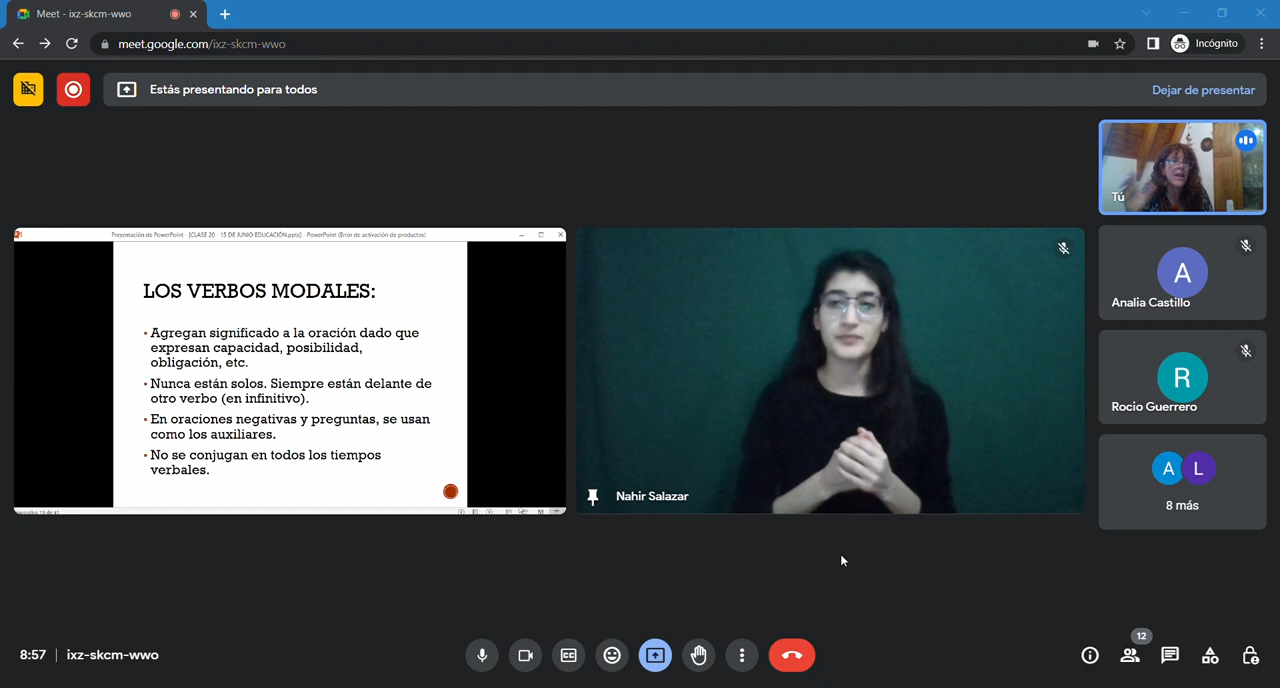 Meet - ixz-skcm-wwo
meet.google.com/ixz-skcm-wwo
Incógnito
Estás presentando para todos
Dejar de presentar
Tú
Presentación de PowerPoint - [CLASE 20 - 15 DE JUNIO EDUCACIÓN.pptx] - PowerPoint (Error de activación de productos)
LOS VERBOS MODALES:
▪ Agregan significado a la oración dado que
expresan capacidad, posibilidad,
obligación, etc.
▪ Nunca están solos. Siempre están delante de
otro verbo (en infinitivo).
▪ En oraciones negativas y preguntas, se usan
como los auxiliares.
▪ No se conjugan en todos los tiempos
verbales.
Nahir Salazar
A
Analia Castillo
R
Rocio Guerrero
A L
8 más
8:57 | ixz-skcm-wwo
12